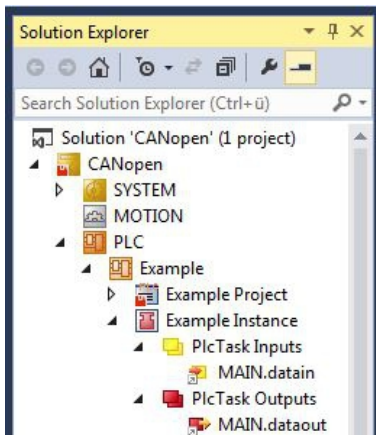 Solution Explorer
Search Solution Explorer (Ctrl+ü)
Solution 'CANopen' (1 project)
CANopen
SYSTEM
MOTION
PLC
Example
Example Project
Example Instance
PlcTask Inputs
MAIN.datain
PlcTask Outputs
MAIN.dataout